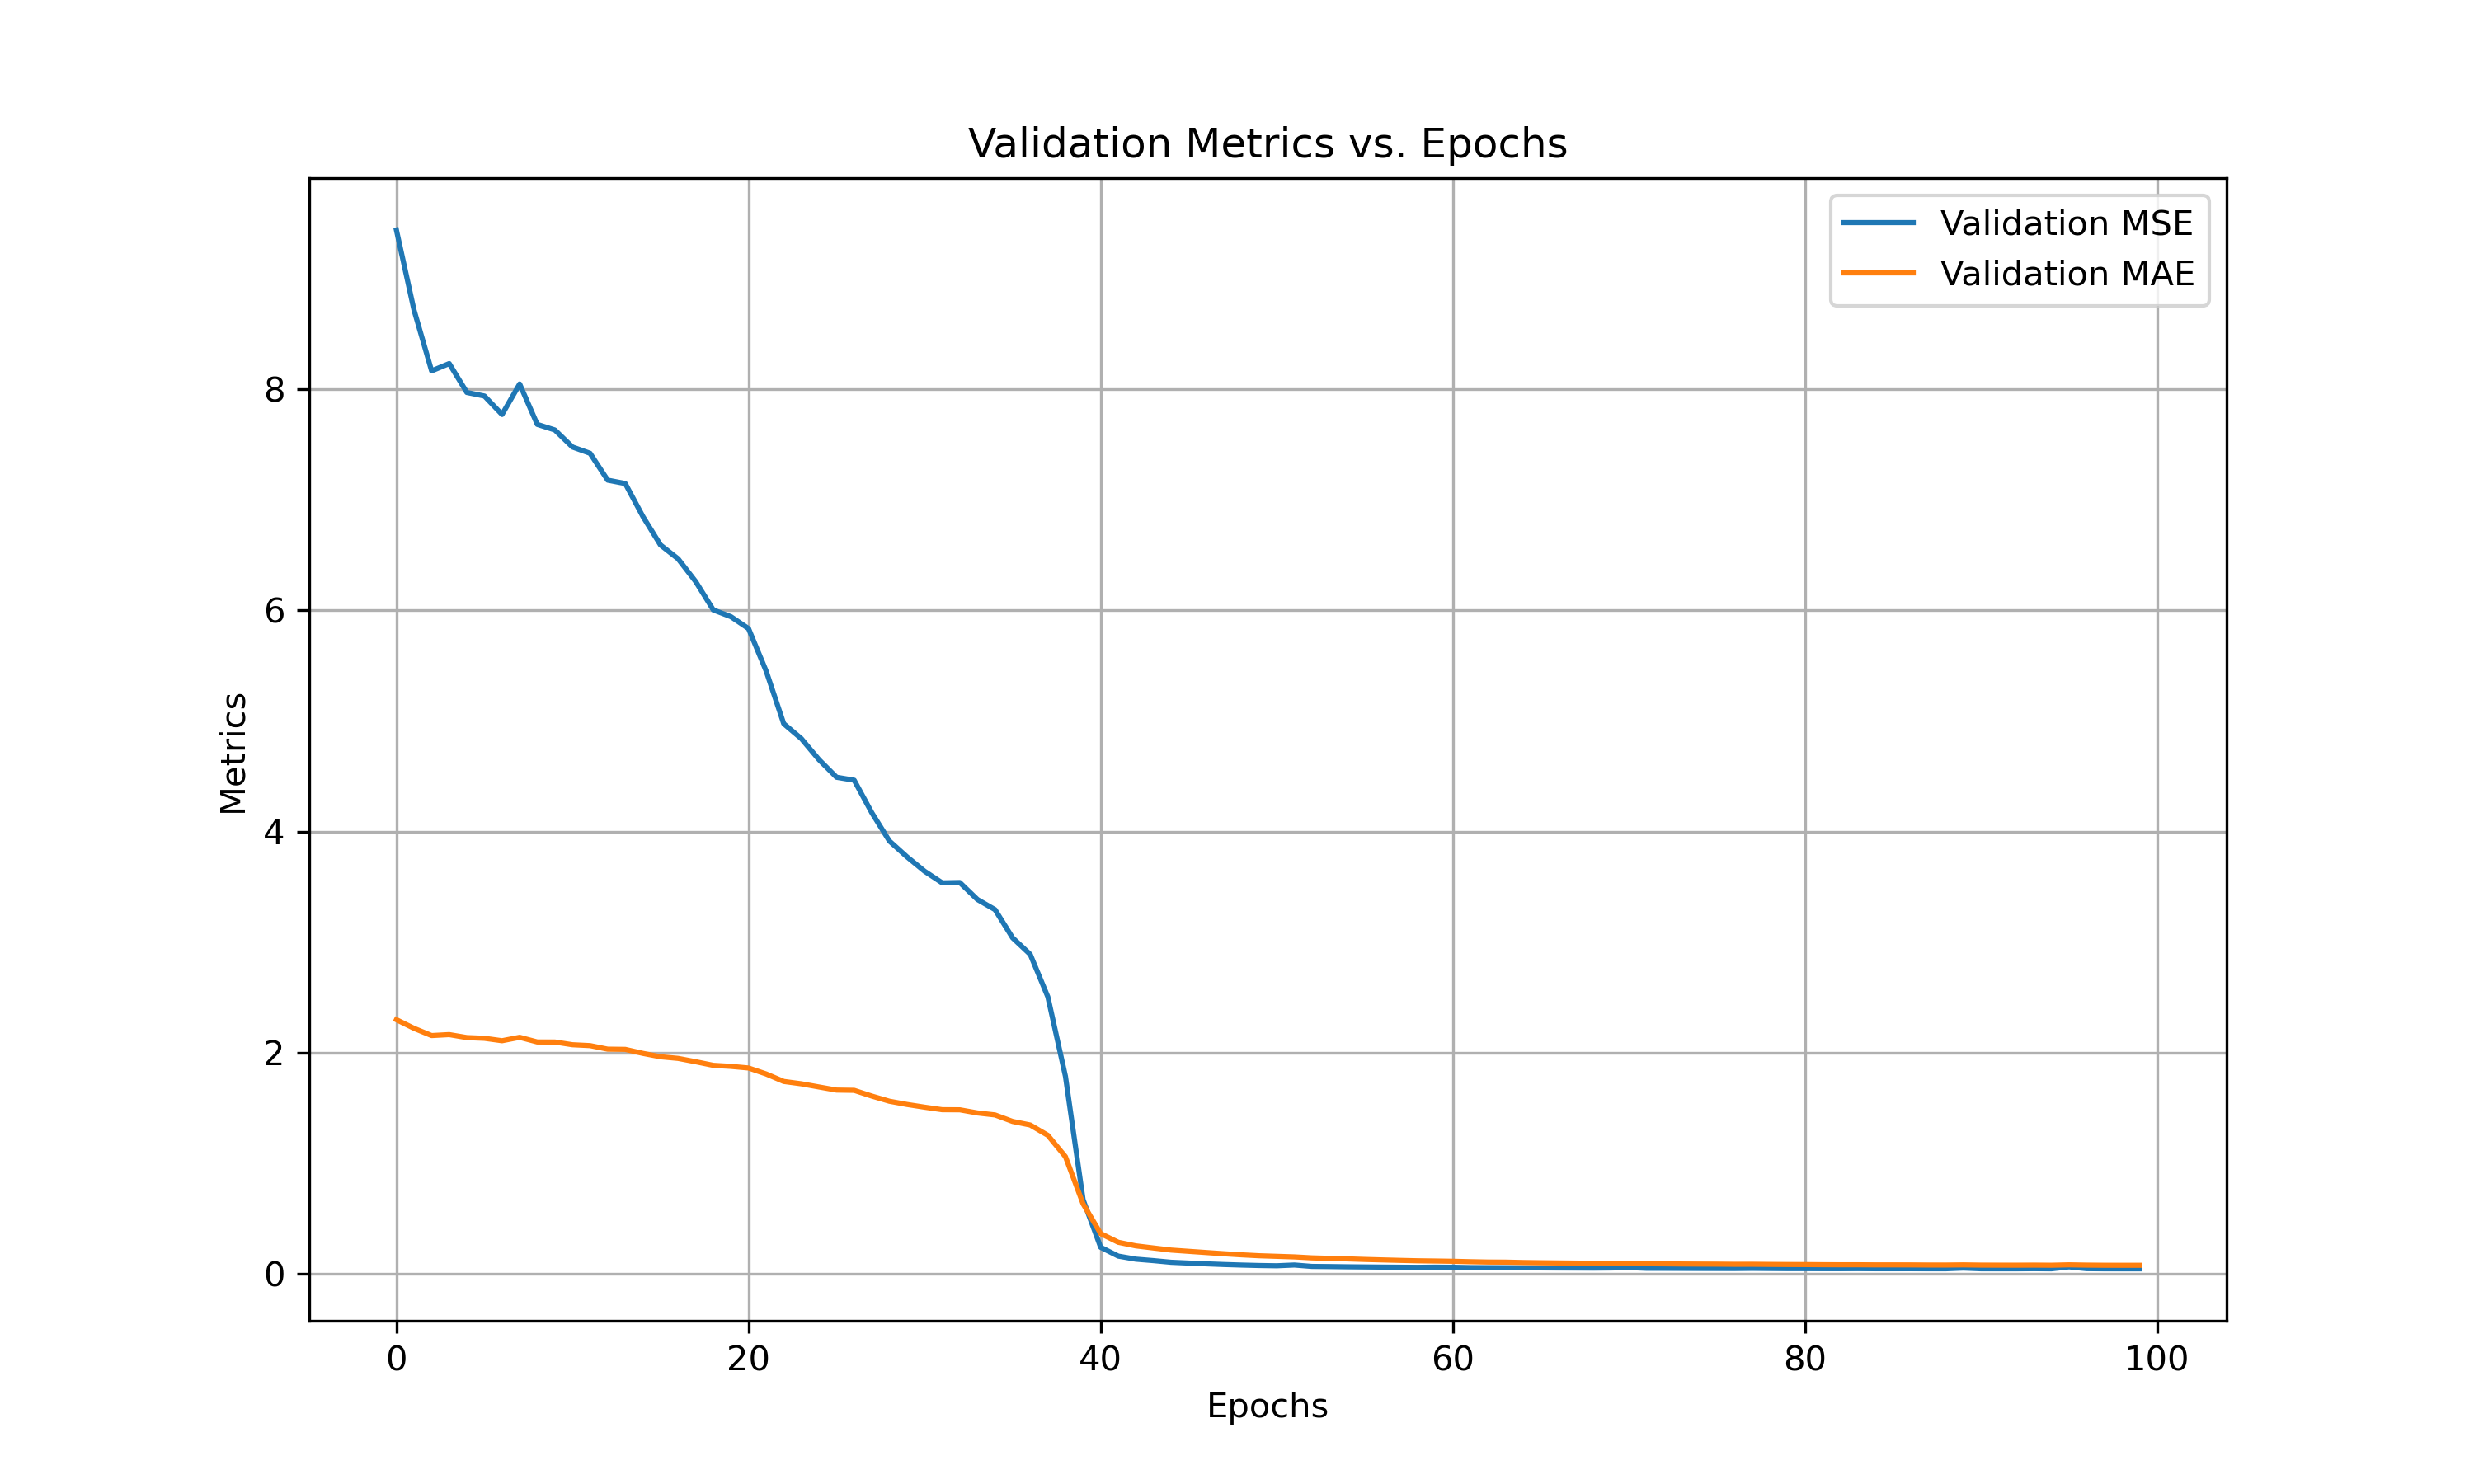 Validation Metrics vs. Epochs
Validation MSE
Validation MAE
Metrics
8
6
4
2
0
0 20 40 60 80 100
Epochs